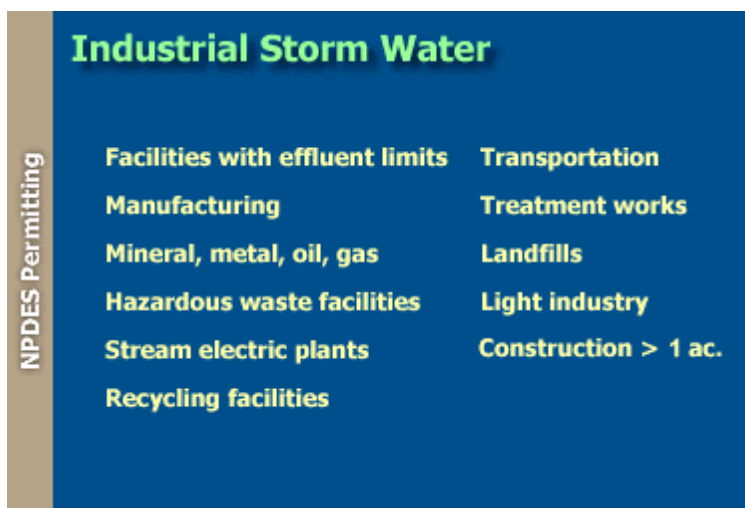 Industrial Storm Water
NPDES Permitting
Facilities with effluent limits
Manufacturing
Mineral, metal, oil, gas
Hazardous waste facilities
Stream electric plants
Recycling facilities
Transportation
Treatment works
Landfills
Light industry
Construction > 1 ac.